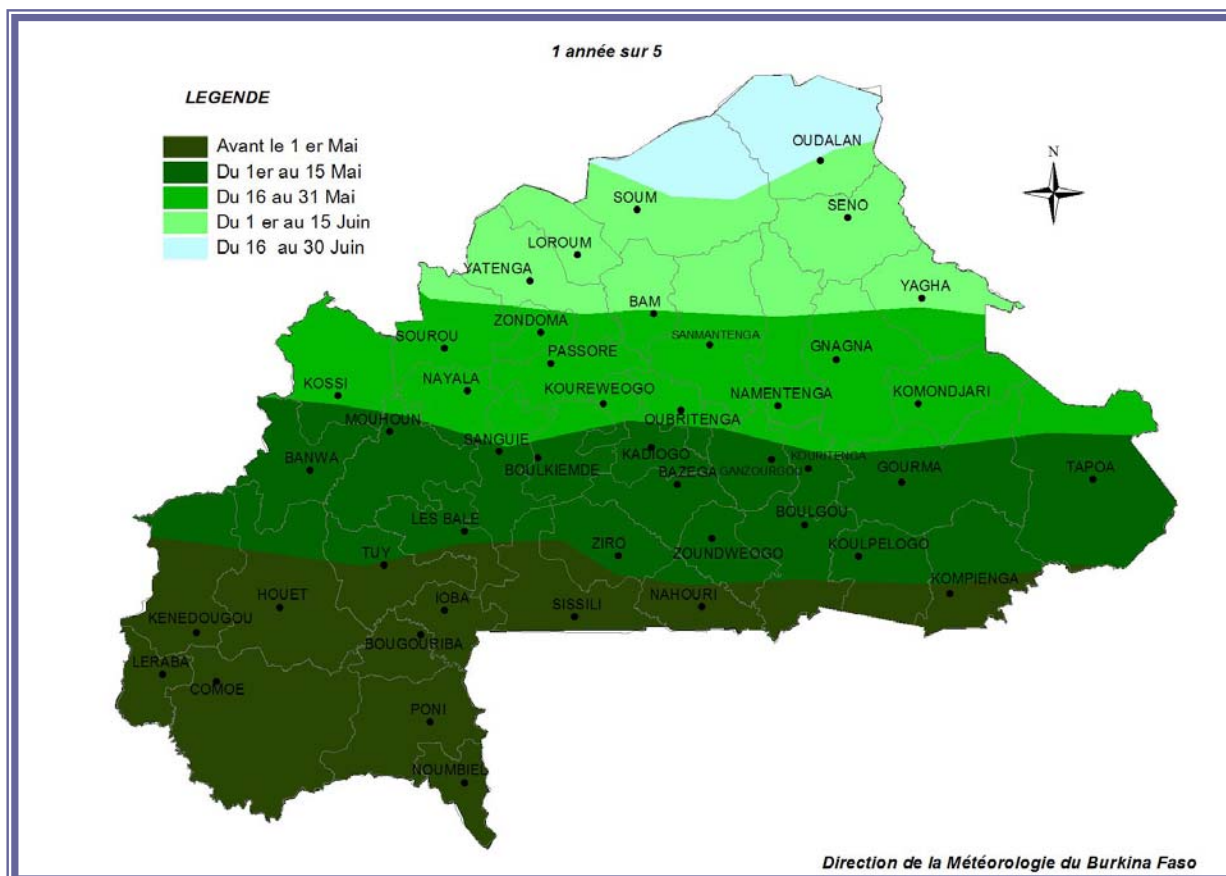 1 année sur 5
LEGENDE
Avant le 1 er Mai
Du 1er au 15 Mai
Du 16 au 31 Mai
Du 1 er au 15 Juin
Du 16 au 30 Juin
N
OUDALAN
SOUM
SENO
LOROUM
YATENGA
YAGHA
BAM
ZONDOMA
SANMANTENGA
SOUROU
PASSORE
GNAGNA
KOSSI
NAYALA
KOUREWEOGO
NAMENTENGA
KOMONDJARI
MOUHOUN
OUBRITENGA
SANGUIE
BANWA
BOULKIEMDE
KADIOGO
BAZEGA
GANZOURGOU
KOURITENGA
GOURMA
TAPOA
LES BALE
BOULGOU
TUY
ZIRO
ZOUNDWEOGO
KOULPELOGO
KOMPIENGA
HOUET
IOBA
SISSILI
NAHOURI
KENEDOUGOU
BOUGOURIBA
LERABA
COMOE
PONI
NOUMBIEL
Direction de la Météorologie du Burkina Faso